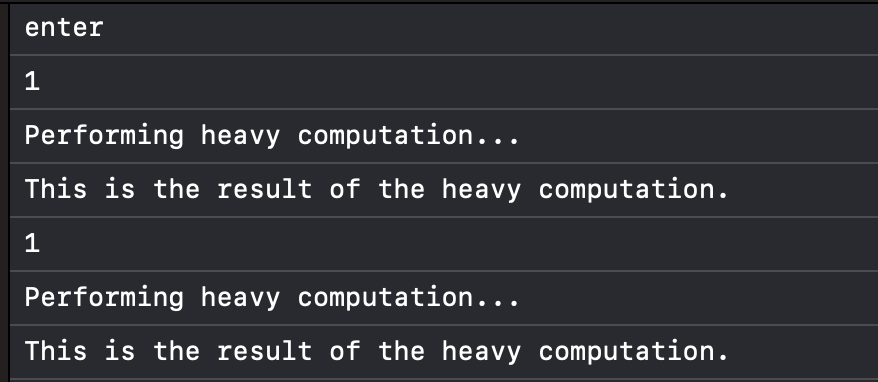 enter
1
Performing heavy computation...
This is the result of the heavy computation.
1
Performing heavy computation...
This is the result of the heavy computation.